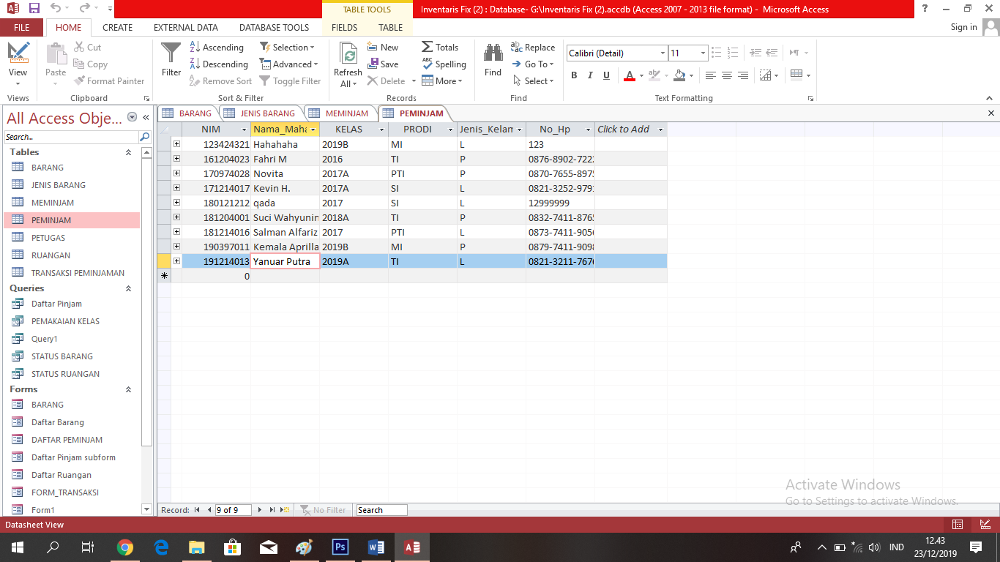 TABLE TOOLS
Inventaris Fix (2) : Database- G:\Inventaris Fix (2).accdb (Access 2007 - 2013 file format) - Microsoft Access
FILE HOME CREATE EXTERNAL DATA DATABASE TOOLS FIELDS TABLE Sign in
View
Views
Paste
Cut
Copy
Format Painter
Clipboard
Filter
Ascending
Descending
Remove Sort
Selection
Advanced
Toggle Filter
Sort & Filter
Refresh All
New
Save
Delete
Totals
Spelling
More
Records
Find
Replace
Go To
Select
Find
Calibri (Detail) 11
B I U A
Text Formatting
All Access Obje...
Search...
Tables
BARANG
JENIS BARANG
MEMINJAM
PEMINJAM
PETUGAS
RUANGAN
TRANSAKSI PEMINJAMAN
Queries
Daftar Pinjam
PEMAKAIAN KELAS
Query1
STATUS BARANG
STATUS RUANGAN
Forms
BARANG
Daftar Barang
DAFTAR PEMINJAM
Daftar Pinjam subform
Daftar Ruangan
FORM_TRANSAKSI
Form1
BARANG JENIS BARANG MEMINJAM PEMINJAM
NIM Nama_Maha KELAS PRODI Jenis_Kelam No_Hp Click to Add
123424321 Hahahaha 2019B MI L 123
161204023 Fahri M 2016 TI P 0876-8902-7222
170974028 Novita 2017A PTI P 0870-7655-8975
171214017 Kevin H. 2017A SI L 0821-3252-9791
180121212 qada 2017 SI L 12999999
181204001 Suci Wahyunin 2018A TI P 0832-7411-8765
181214016 Salman Alfariz 2017 PTI L 0873-7411-9056
190397011 Kemala Aprilla 2019B MI P 0879-7411-9098
191214013 Yanuar Putra 2019A TI L 0821-3211-7676
0
Record: 9 of 9 No Filter Search
Activate Windows
Go to Settings to activate Windows.
Datasheet View
IND
12.43
23/12/2019